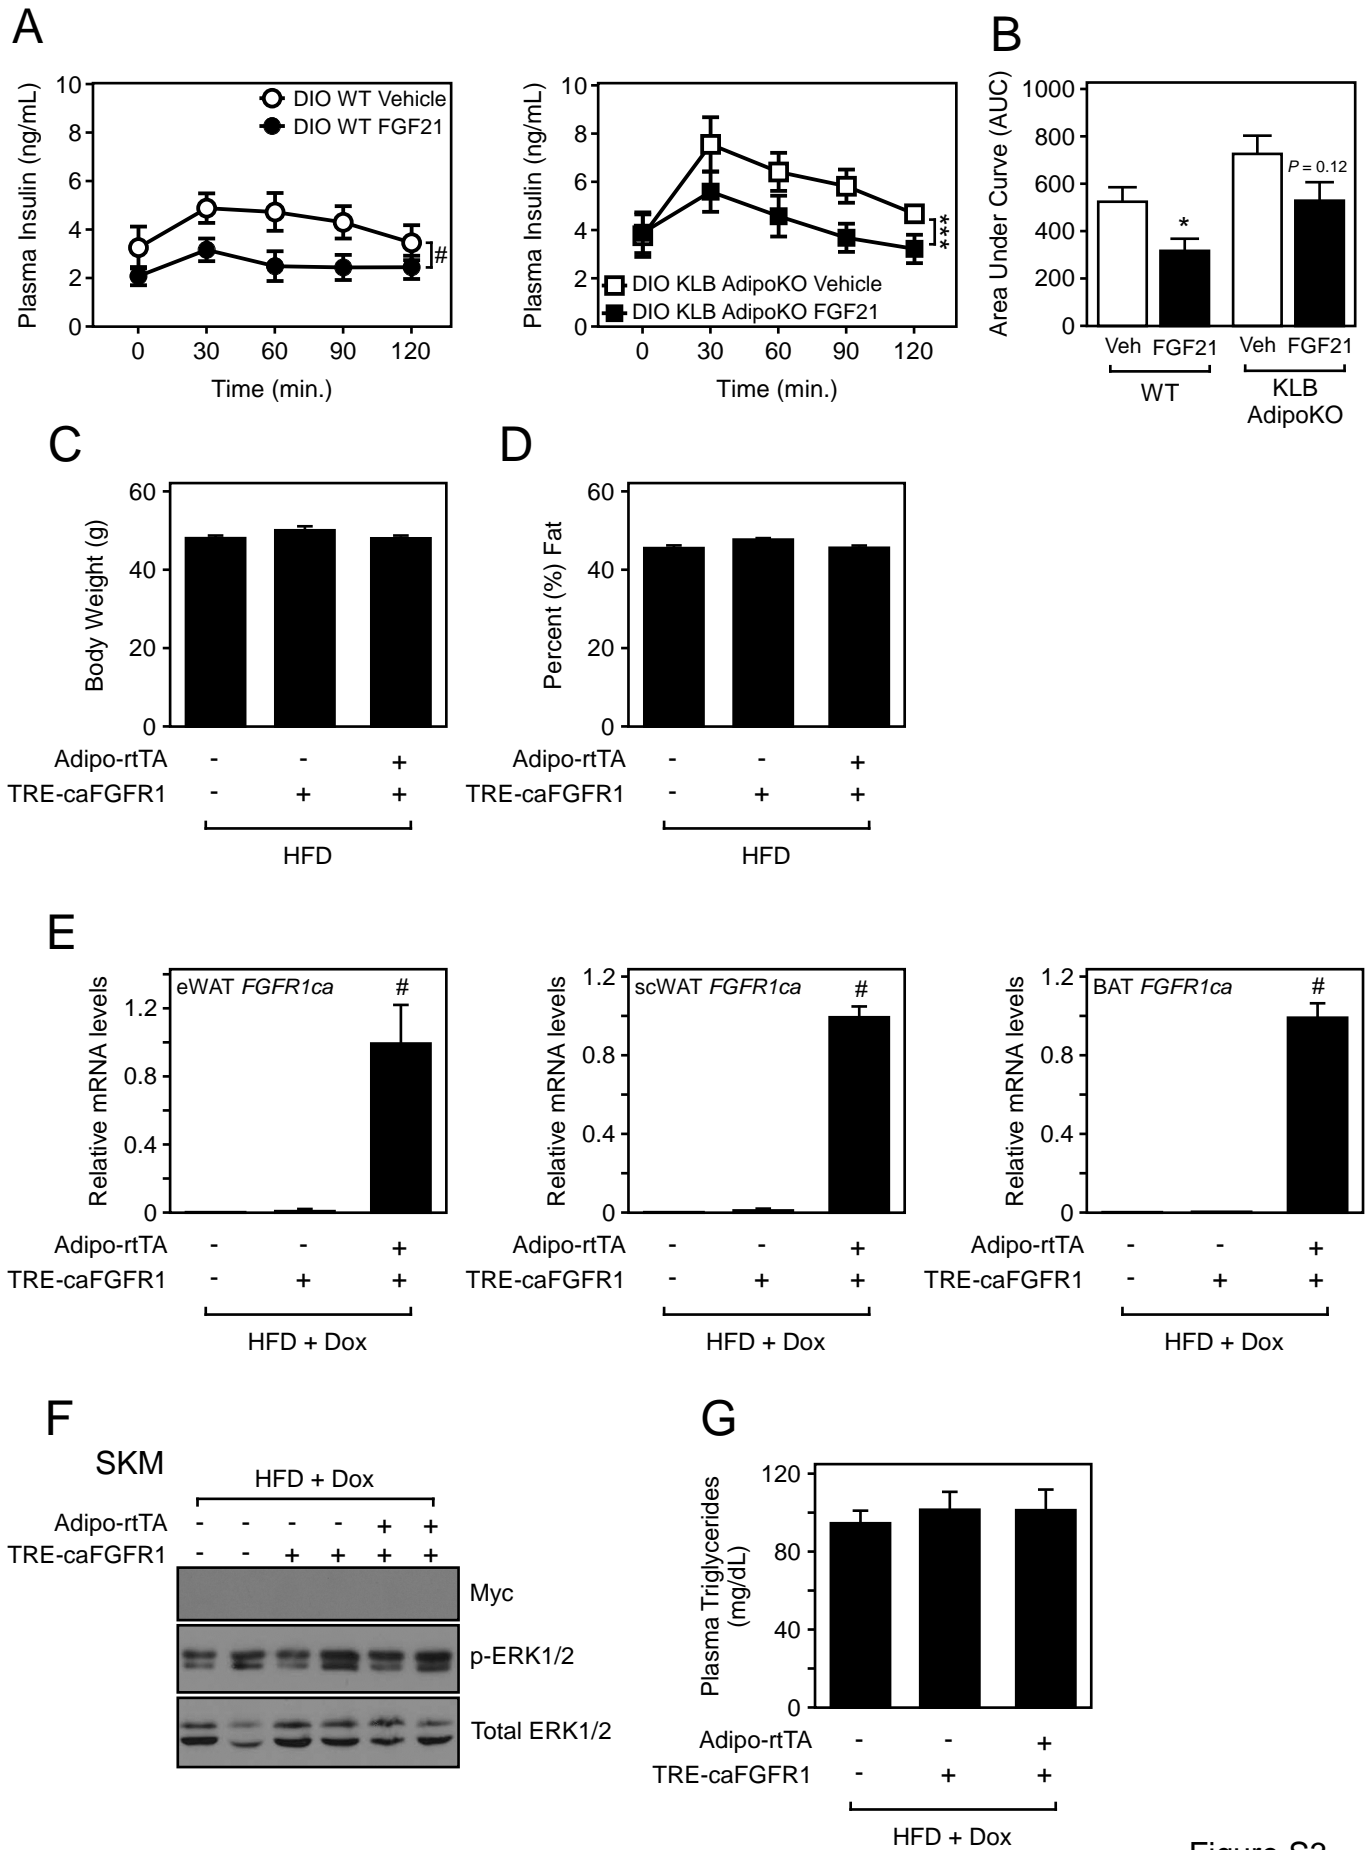 A
B
Plasma Insulin (ng/mL)
10
8
6
4
2
0
DIO WT Vehicle
DIO WT FGF21
#
0 30 60 90 120
Time (min.)
Plasma Insulin (ng/mL)
10
8
6
4
2
0
***
DIO KLB AdipoKO Vehicle
DIO KLB AdipoKO FGF21
0 30 60 90 120
Time (min.)
Area Under Curve (AUC)
1000
800
600
400
200
0
*
P = 0.12
Veh FGF21 Veh FGF21
WT
KLB
AdipoKO
C
Body Weight (g)
60
40
20
0
Adipo-rtTA - - +
TRE-caFGFR1 - + +
HFD
D
Percent (%) Fat
60
40
20
0
Adipo-rtTA - - +
TRE-caFGFR1 - + +
HFD
E
Relative mRNA levels
eWAT FGFR1ca
#
1.2
0.8
0.4
0
Adipo-rtTA - - +
TRE-caFGFR1 - + +
HFD + Dox
Relative mRNA levels
scWAT FGFR1ca
#
1.2
0.8
0.4
0
Adipo-rtTA - - +
TRE-caFGFR1 - + +
HFD + Dox
Relative mRNA levels
BAT FGFR1ca
#
1.2
0.8
0.4
0
Adipo-rtTA - - +
TRE-caFGFR1 - + +
HFD + Dox
F
SKM
HFD + Dox
Adipo-rtTA - - - - + +
TRE-caFGFR1 - - + + + +
Myc
p-ERK1/2
Total ERK1/2
G
Plasma Triglycerides
(mg/dL)
120
80
40
0
Adipo-rtTA - - +
TRE-caFGFR1 - + +
HFD + Dox